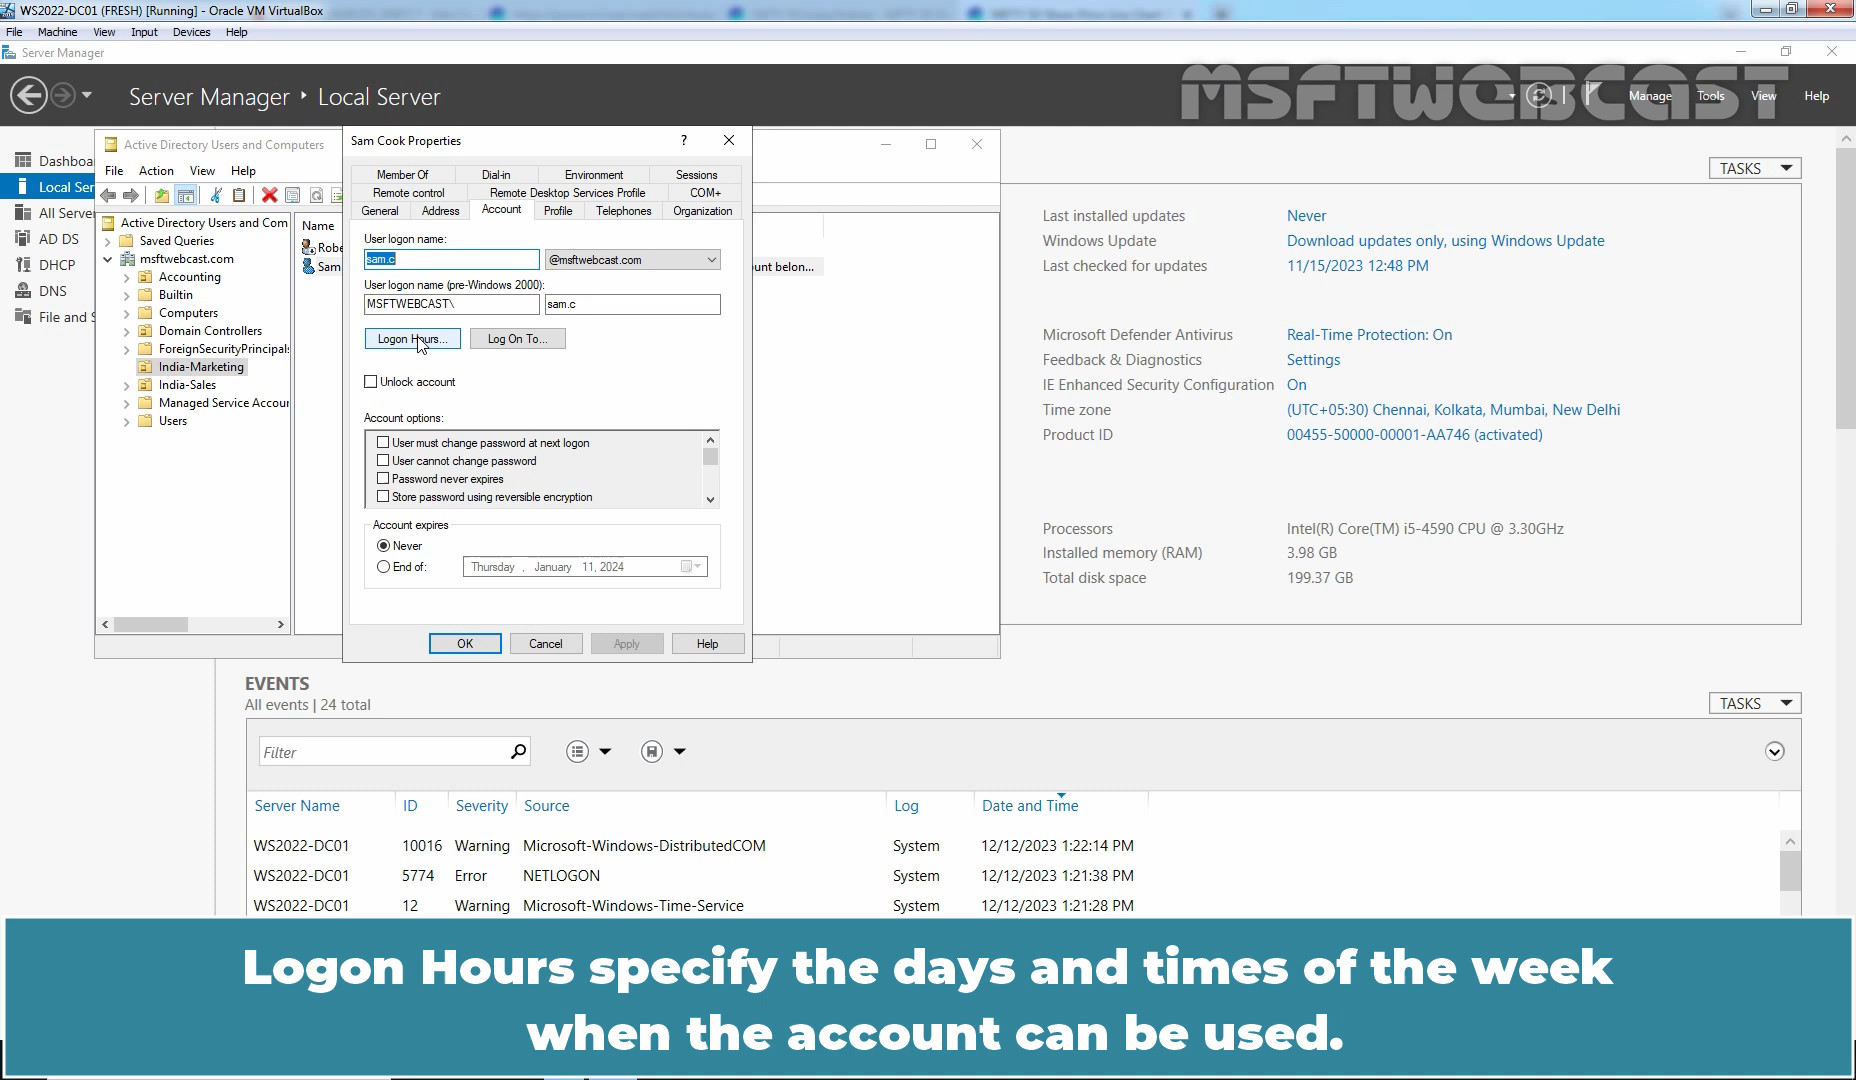 WS2022-DC01 (FRESH) [Running] - Oracle VM VirtualBox
File Machine View Input Devices Help
Server Manager
Server Manager ‣ Local Server
MSFTWEBCAST
Manage Tools View Help
Dashboa
Local Ser
All Serve
AD DS
DHCP
DNS
File and S
Active Directory Users and Computers
File Action View Help
Active Directory Users and Com
Saved Queries
msftwebcast.com
Accounting
Builtin
Computers
Domain Controllers
ForeignSecurityPrincipals
India-Marketing
India-Sales
Managed Service Accour
Users
Name
Robe
Sam
ount belon...
Sam Cook Properties
?
Member Of Dial-in Environment Sessions
Remote control Remote Desktop Services Profile COM+
General Address Account Profile Telephones Organization
User logon name:
sam.c @msftwebcast.com
User logon name (pre-Windows 2000):
MSFTWEBCAST\ sam.c
Logon Hours... Log On To...
Unlock account
Account options:
User must change password at next logon
User cannot change password
Password never expires
Store password using reversible encryption
Account expires
Never
End of: Thursday , January 11, 2024
OK Cancel Apply Help
TASKS
Last installed updates Never
Windows Update Download updates only, using Windows Update
Last checked for updates 11/15/2023 12:48 PM
Microsoft Defender Antivirus Real-Time Protection: On
Feedback & Diagnostics Settings
IE Enhanced Security Configuration On
Time zone (UTC+05:30) Chennai, Kolkata, Mumbai, New Delhi
Product ID 00455-50000-00001-AA746 (activated)
Processors Intel(R) Core(TM) i5-4590 CPU @ 3.30GHz
Installed memory (RAM) 3.98 GB
Total disk space 199.37 GB
EVENTS
All events | 24 total
TASKS
Filter
Server Name ID Severity Source Log Date and Time
WS2022-DC01 10016 Warning Microsoft-Windows-DistributedCOM System 12/12/2023 1:22:14 PM
WS2022-DC01 5774 Error NETLOGON System 12/12/2023 1:21:38 PM
WS2022-DC01 12 Warning Microsoft-Windows-Time-Service System 12/12/2023 1:21:28 PM
Logon Hours specify the days and times of the week
when the account can be used.